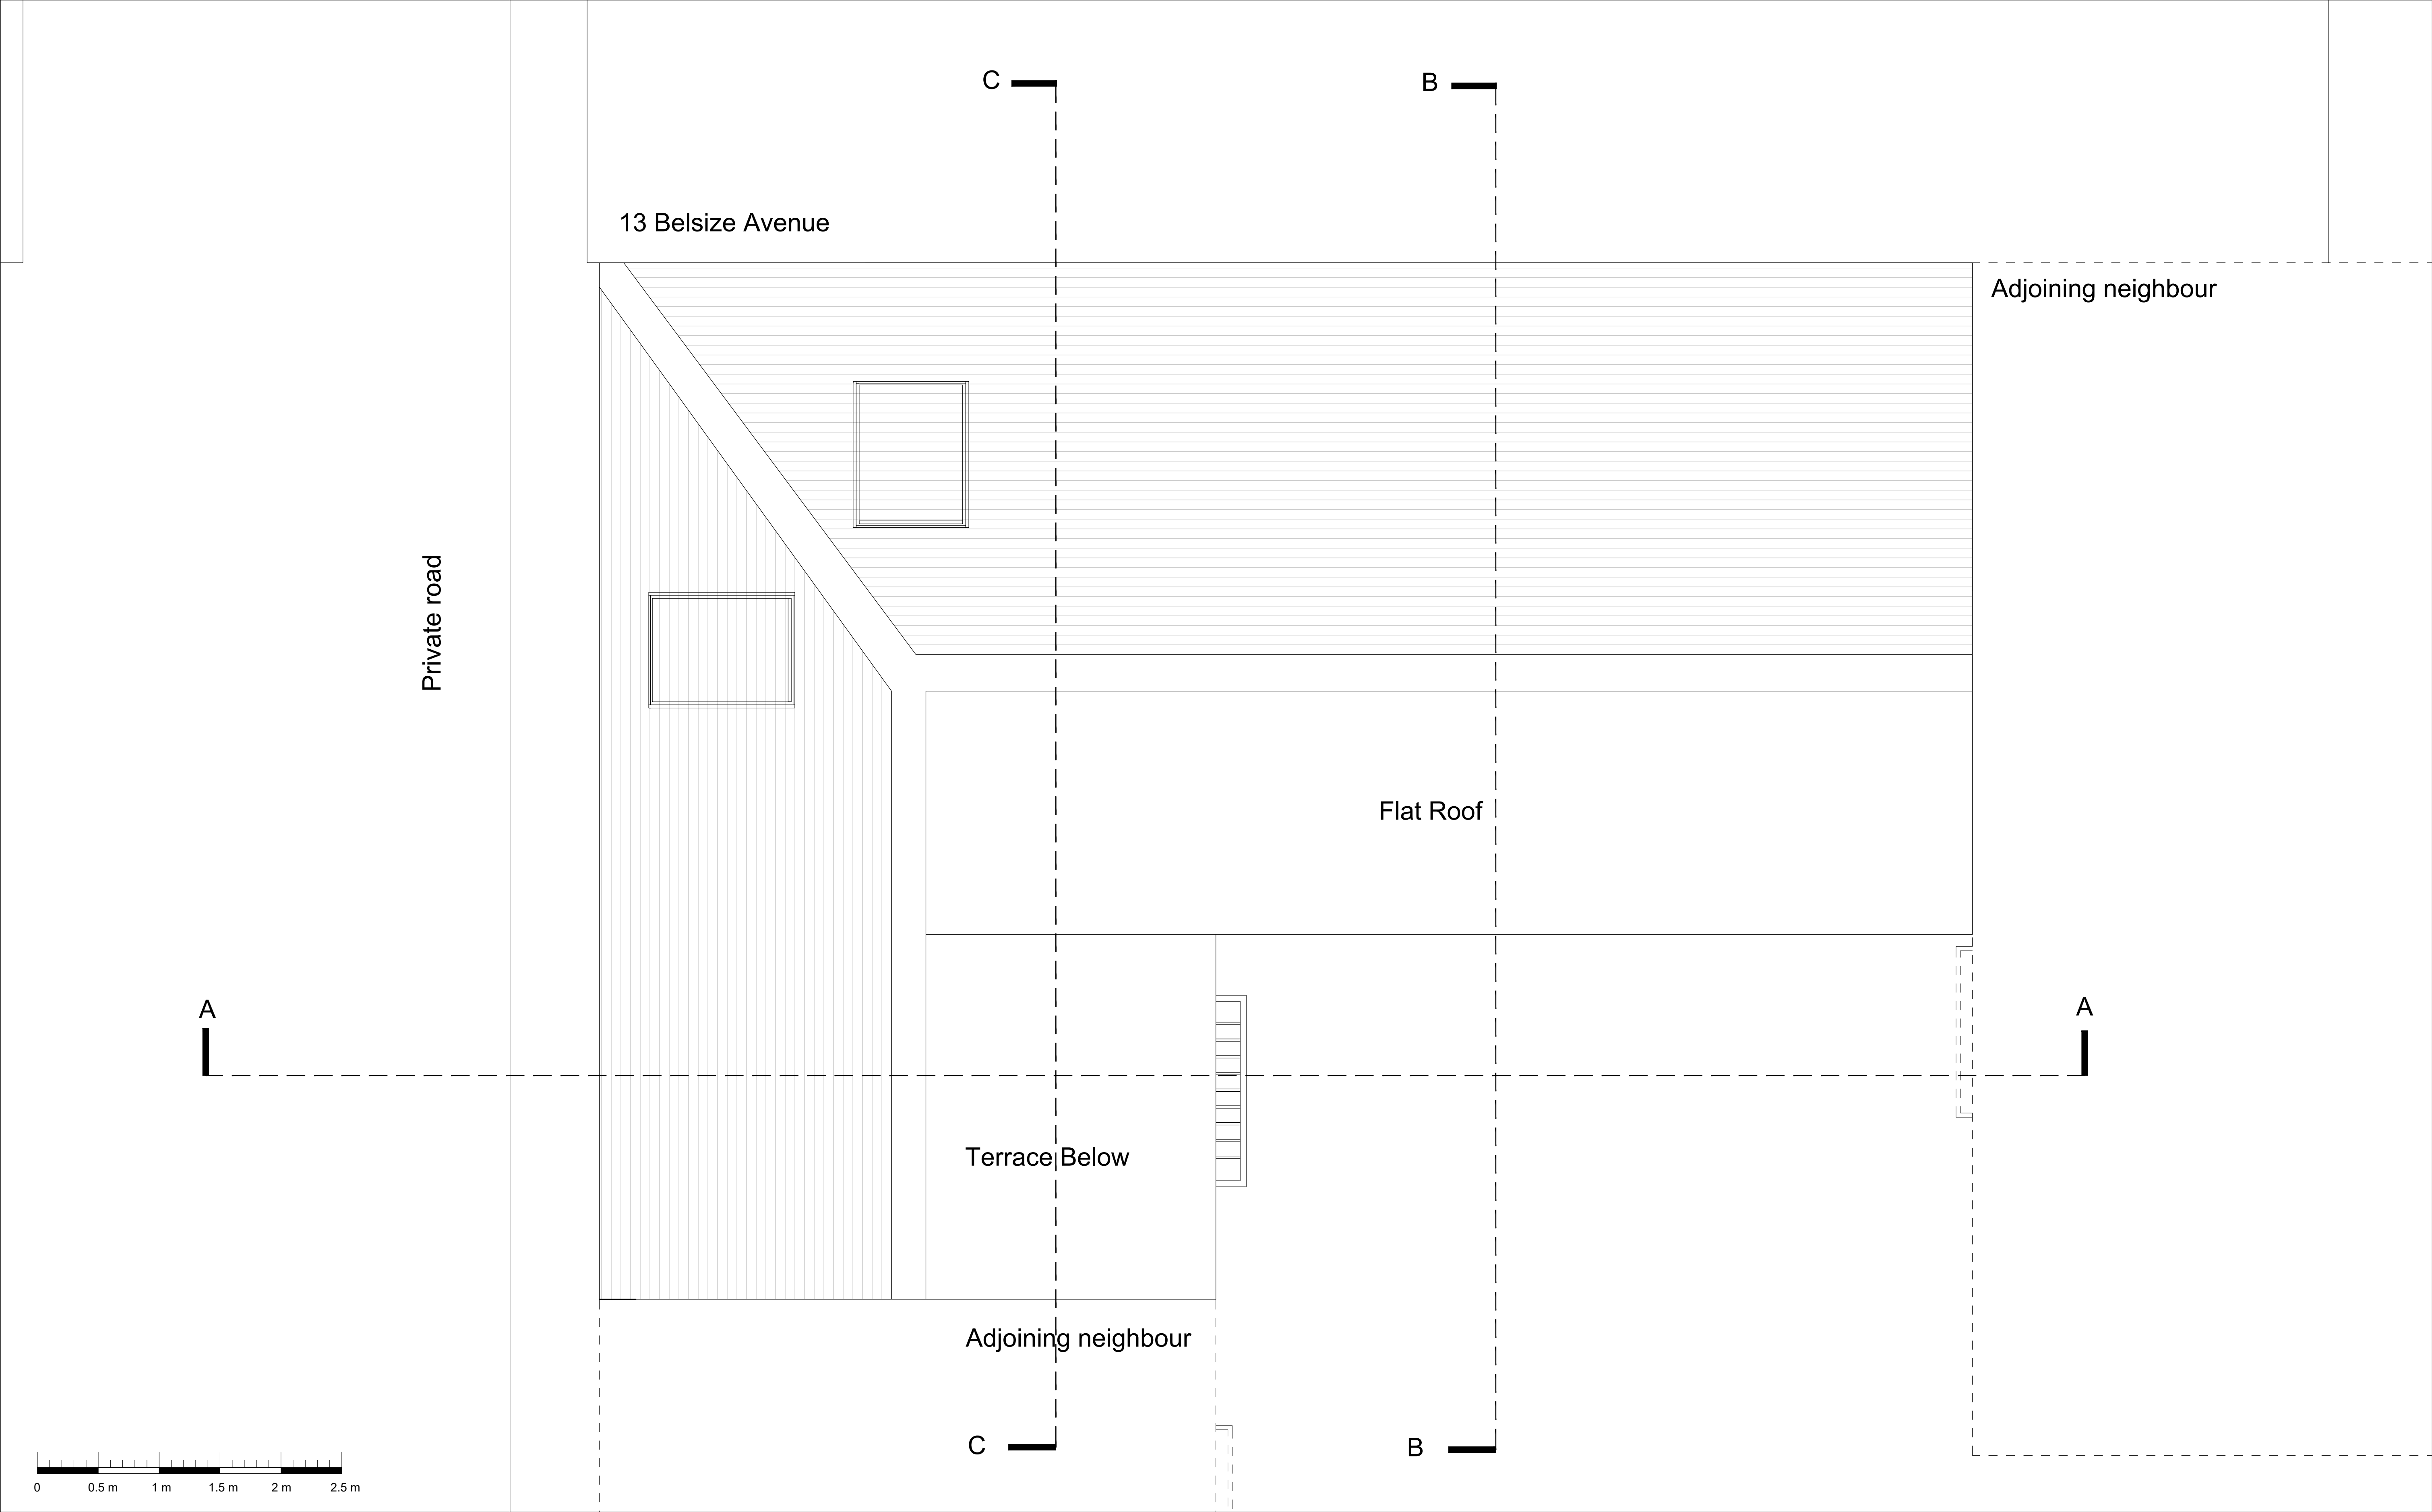 C
B
13 Belsize Avenue
Adjoining neighbour
Private road
Flat Roof
A
A
Terrace Below
Adjoining neighbour
C
B
0 0.5 m 1 m 1.5 m 2 m 2.5 m